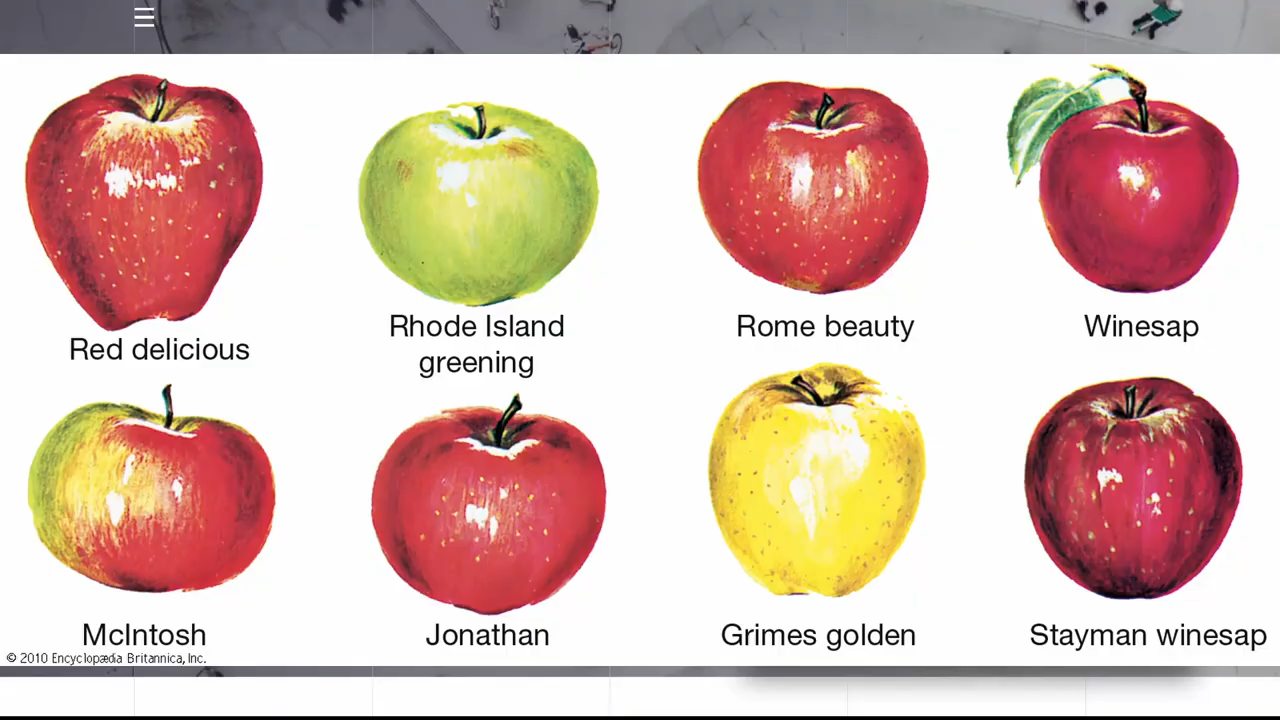 Red delicious
Rhode Island
greening
Rome beauty
Winesap
McIntosh
Jonathan
Grimes golden
Stayman winesap
© 2010 Encyclopædia Britannica, Inc.